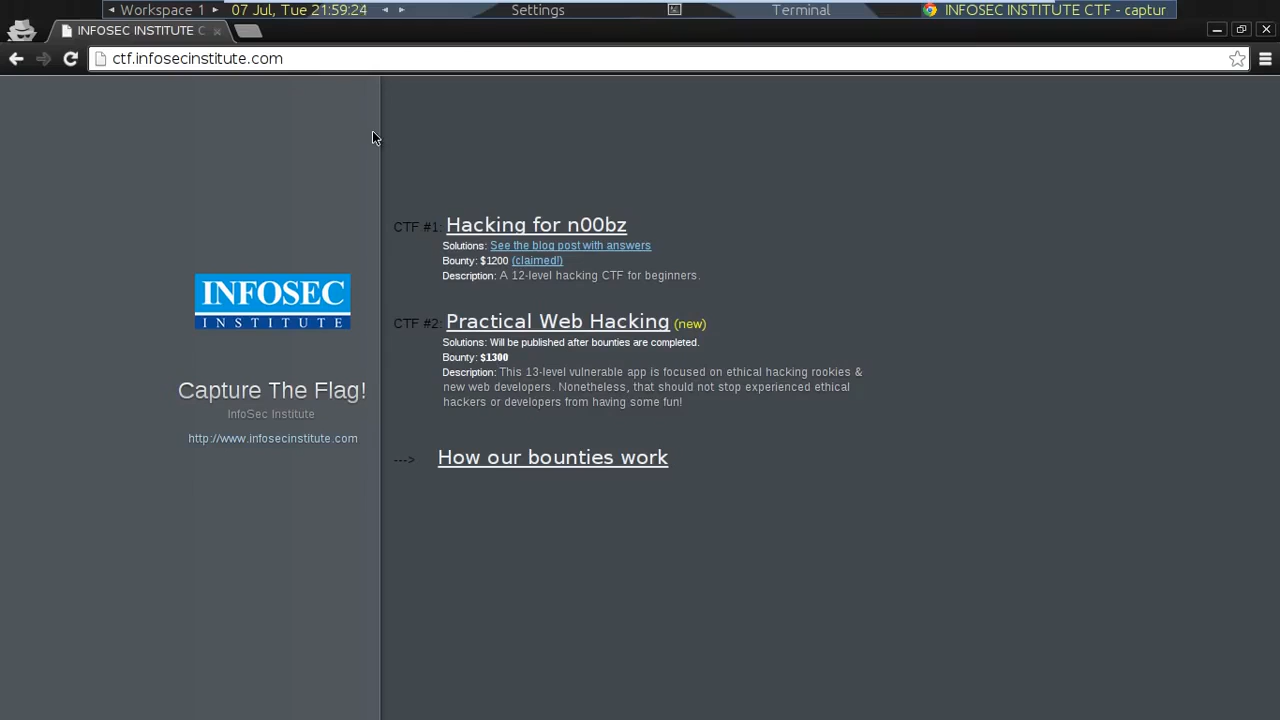 Workspace 1
07 Jul, Tue 21:59:24
Settings
Terminal
INFOSEC INSTITUTE CTF - captur
INFOSEC INSTITUTE C
ctf.infosecinstitute.com
CTF #1: Hacking for n00bz
Solutions: See the blog post with answers
Bounty: $1200 (claimed!)
Description: A 12-level hacking CTF for beginners.
INFOSEC
INSTITUTE
Capture The Flag!
InfoSec Institute
http://www.infosecinstitute.com
CTF #2: Practical Web Hacking (new)
Solutions: Will be published after bounties are completed.
Bounty: $1300
Description: This 13-level vulnerable app is focused on ethical hacking rookies &
new web developers. Nonetheless, that should not stop experienced ethical
hackers or developers from having some fun!
---> How our bounties work